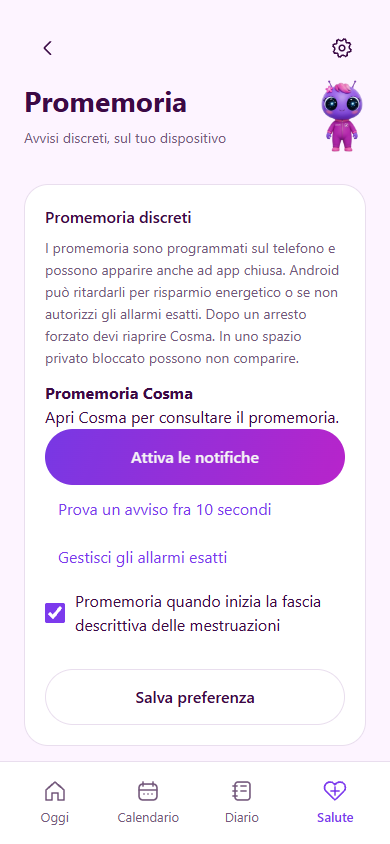 Promemoria
Avvisi discreti, sul tuo dispositivo
Promemoria discreti
I promemoria sono programmati sul telefono e
possono apparire anche ad app chiusa. Android
può ritardarli per risparmio energetico o se non
autorizzi gli allarmi esatti. Dopo un arresto
forzato devi riaprire Cosma. In uno spazio
privato bloccato possono non comparire.
Promemoria Cosma
Apri Cosma per consultare il promemoria.
Attiva le notifiche
Prova un avviso fra 10 secondi
Gestisci gli allarmi esatti
Promemoria quando inizia la fascia
descrittiva delle mestruazioni
Salva preferenza
Oggi
Calendario
Diario
Salute